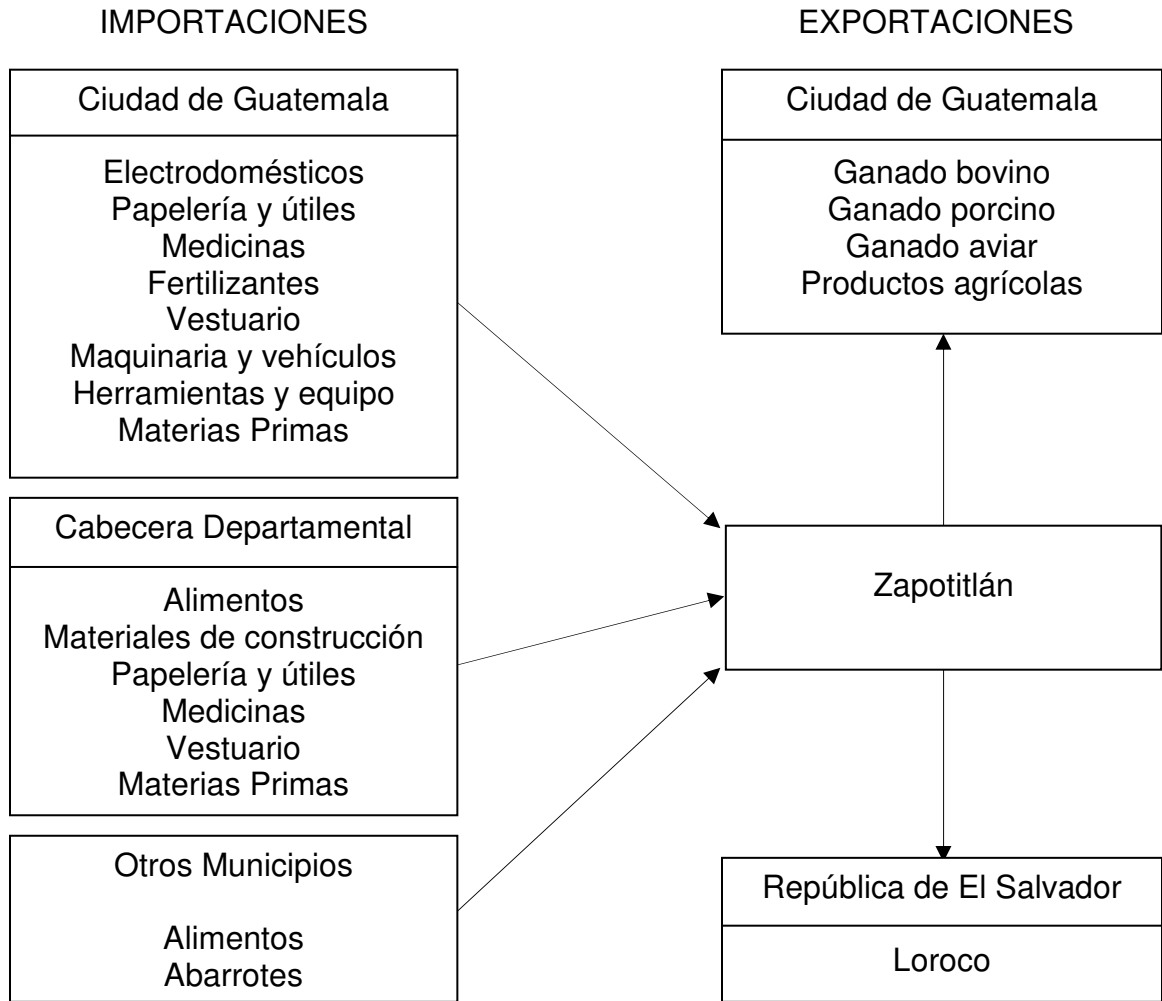 IMPORTACIONES
EXPORTACIONES
Ciudad de Guatemala
Electrodomésticos
Papelería y útiles
Medicinas
Fertilizantes
Vestuario
Maquinaria y vehículos
Herramientas y equipo
Materias Primas
Cabecera Departamental
Alimentos
Materiales de construcción
Papelería y útiles
Medicinas
Vestuario
Materias Primas
Otros Municipios
Alimentos
Abarrotes
Ciudad de Guatemala
Ganado bovino
Ganado porcino
Ganado aviar
Productos agrícolas
Zapotitlán
República de El Salvador
Loroco